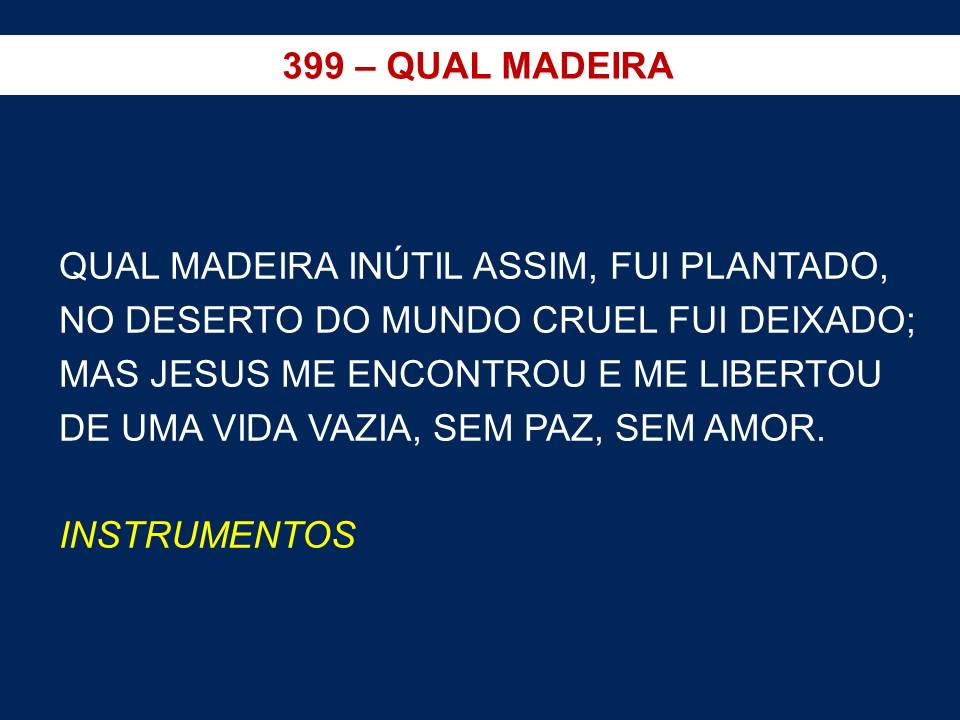 399 – QUAL MADEIRA
QUAL MADEIRA INÚTIL ASSIM, FUI PLANTADO,
NO DESERTO DO MUNDO CRUEL FUI DEIXADO;
MAS JESUS ME ENCONTROU E ME LIBERTOU
DE UMA VIDA VAZIA, SEM PAZ, SEM AMOR.
INSTRUMENTOS